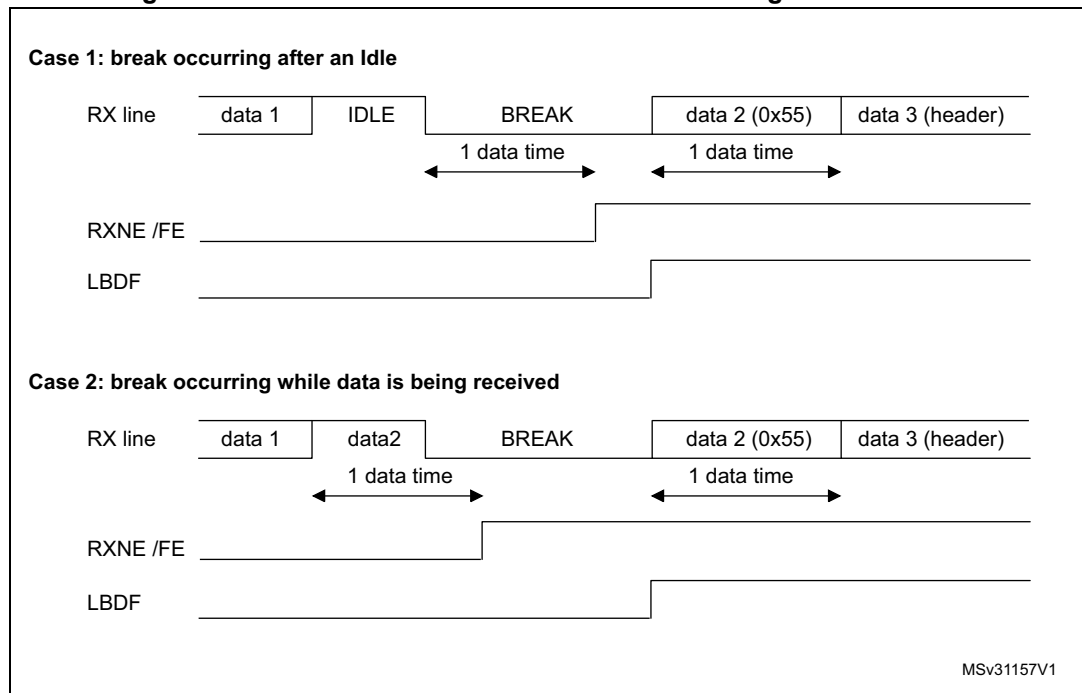 Case 1: break occurring after an Idle
RX line data 1 IDLE BREAK data 2 (0x55) data 3 (header)
1 data time 1 data time
RXNE /FE
LBDF
Case 2: break occurring while data is being received
RX line data 1 data2 BREAK data 2 (0x55) data 3 (header)
1 data time 1 data time
RXNE /FE
LBDF
MSv31157V1